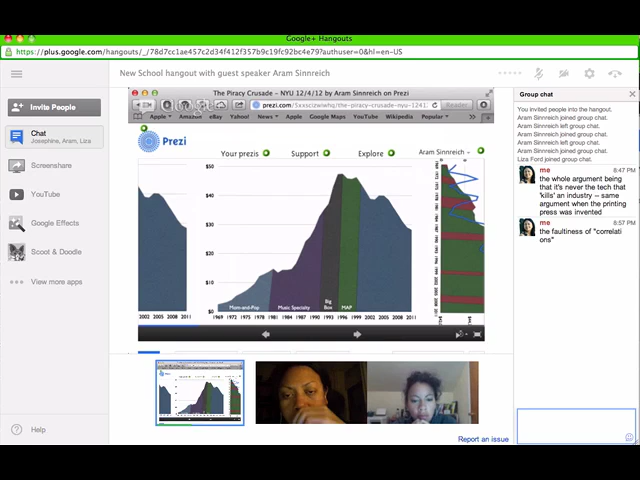 Google+ Hangouts
https://plus.google.com/hangouts/_/78d7cc1ae457c2d34f412f357b9c19fc92bc4e79?authuser=0&hl=en-US
New School hangout with guest speaker Aram Sinnreich
Invite People
Chat
Josephine, Aram, Liza
Screenshare
YouTube
Google Effects
Scoot & Doodle
View more apps
Help
The Piracy Crusade – NYU 12/4/12 by Aram Sinnreich on Prezi
Reader
Apple
Amazon
eBay
Yahoo!
Google Maps
YouTube
Wikipedia
Popular
Prezi
Your prezis
Support
Explore
Aram Sinnreich
$50
$40
$30
$20
$10
$0
Mom-and-Pop
Music Specialty
Big
Box
MAP
1969 1972 1975 1978 1981 1984 1987 1990 1993 1996 1999 2002 2005 2008 2011
2002 2005 2008 2011
Report an issue
Group chat
You invited people into the hangout.
Aram Sinnreich joined group chat.
Aram Sinnreich left group chat.
Aram Sinnreich joined group chat.
Aram Sinnreich left group chat.
Aram Sinnreich joined group chat.
Liza Ford joined group chat.
me 8:47 PM
the whole argument being
that it's never the tech that
'kills' an industry – same
argument when the printing
press was invented
me 8:57 PM
the faultiness of "correlati
ons"